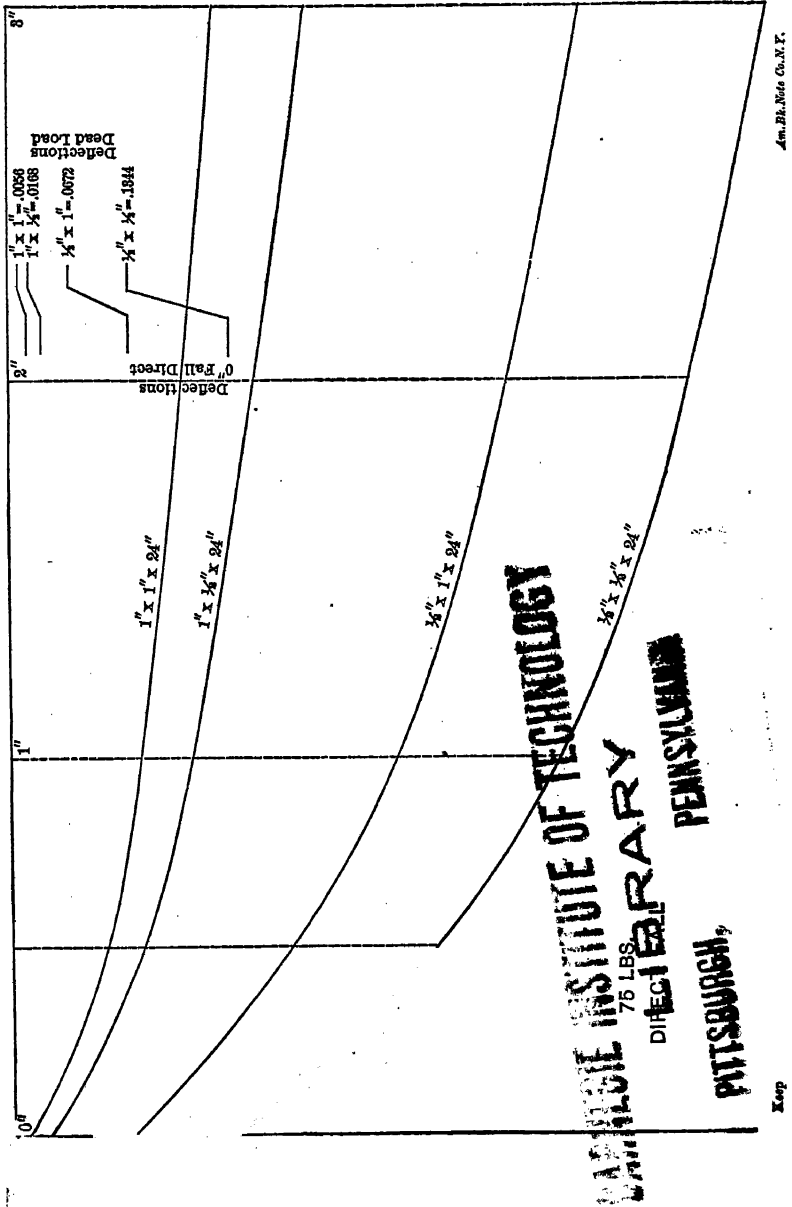 0"
1"
2"
3"
Deflections
Dead Load
1" x 1"=.0056
1" x ½"=.0168
½" x 1"=.0672
½" x ½"=.1344
Deflections
0" Fall Direct
1" x 1" x 24"
1" x ½" x 24"
½" x 1" x 24"
½" x ½" x 24"
CARNEGIE INSTITUTE OF TECHNOLOGY
75 LBS.
DIRECT
LIBRARY
PITTSBURGH, PENNSYLVANIA
Keep
Am.Bk.Note Co.N.Y.